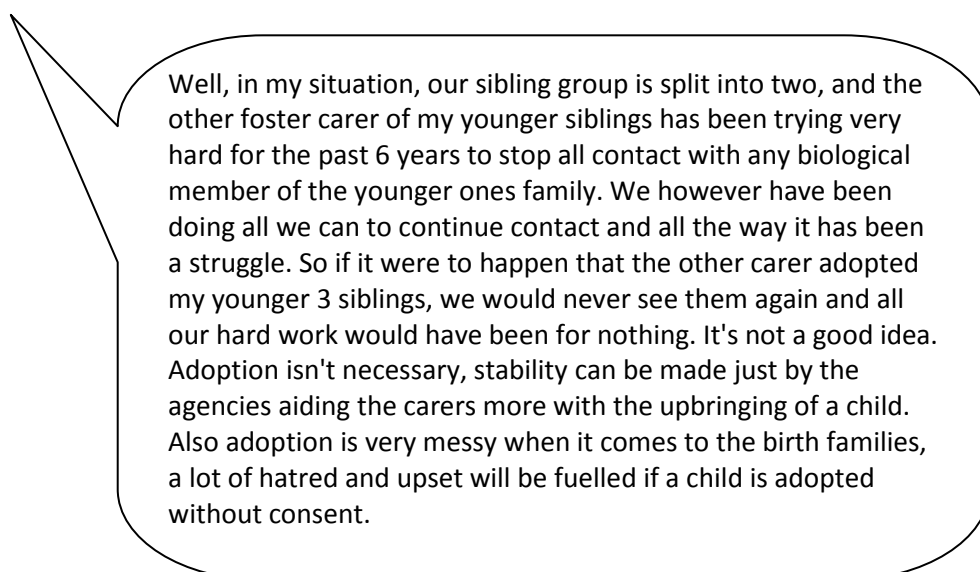 Well, in my situation, our sibling group is split into two, and the
other foster carer of my younger siblings has been trying very
hard for the past 6 years to stop all contact with any biological
member of the younger ones family. We however have been
doing all we can to continue contact and all the way it has been
a struggle. So if it were to happen that the other carer adopted
my younger 3 siblings, we would never see them again and all
our hard work would have been for nothing. It's not a good idea.
Adoption isn't necessary, stability can be made just by the
agencies aiding the carers more with the upbringing of a child.
Also adoption is very messy when it comes to the birth families,
a lot of hatred and upset will be fuelled if a child is adopted
without consent.